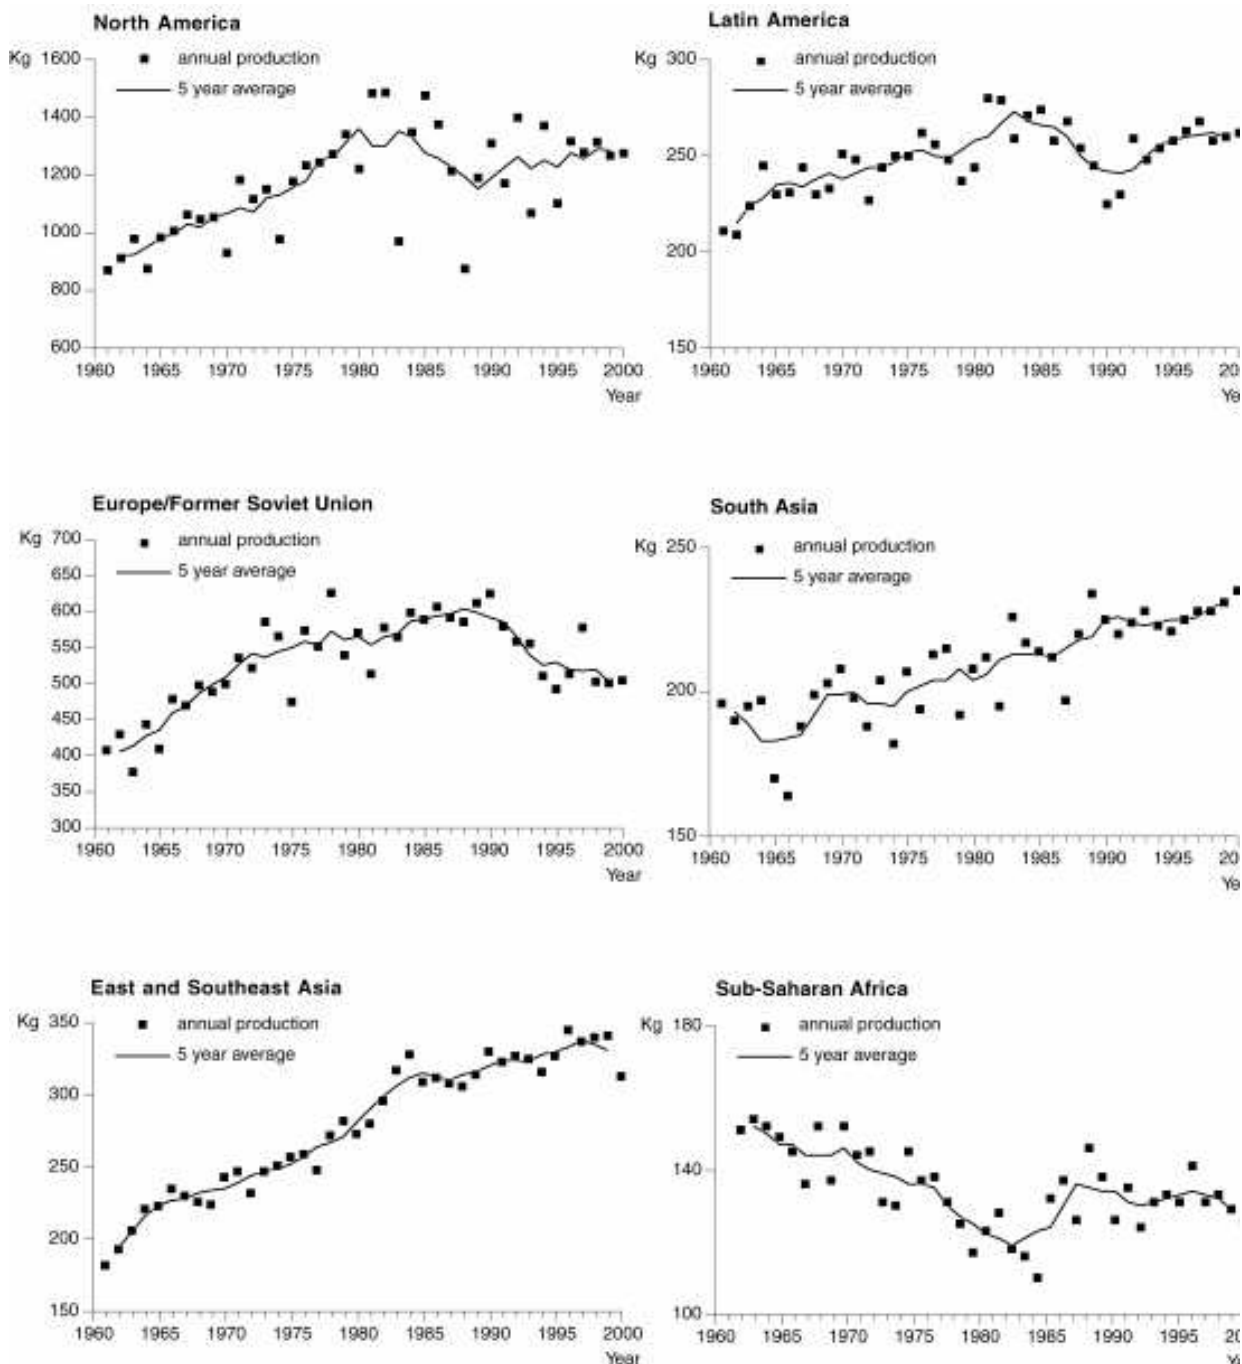 North America
Kg 1600
annual production
5 year average
1400
1200
1000
800
600
1960 1965 1970 1975 1980 1985 1990 1995 2000
Year
Latin America
Kg 300
annual production
5 year average
250
200
150
1960 1965 1970 1975 1980 1985 1990 1995 20
Ye
Europe/Former Soviet Union
Kg 700
annual production
5 year average
650
600
550
500
450
400
350
300
1960 1965 1970 1975 1980 1985 1990 1995 2000
Year
South Asia
Kg 250
annual production
5 year average
200
150
1960 1965 1970 1975 1980 1985 1990 1995 20
Ye
East and Southeast Asia
Kg 350
annual production
5 year average
300
250
200
150
1960 1965 1970 1975 1980 1985 1990 1995 2000
Year
Sub-Saharan Africa
Kg 180
annual production
5 year average
140
100
1960 1965 1970 1975 1980 1985 1990 1995 20
Ye